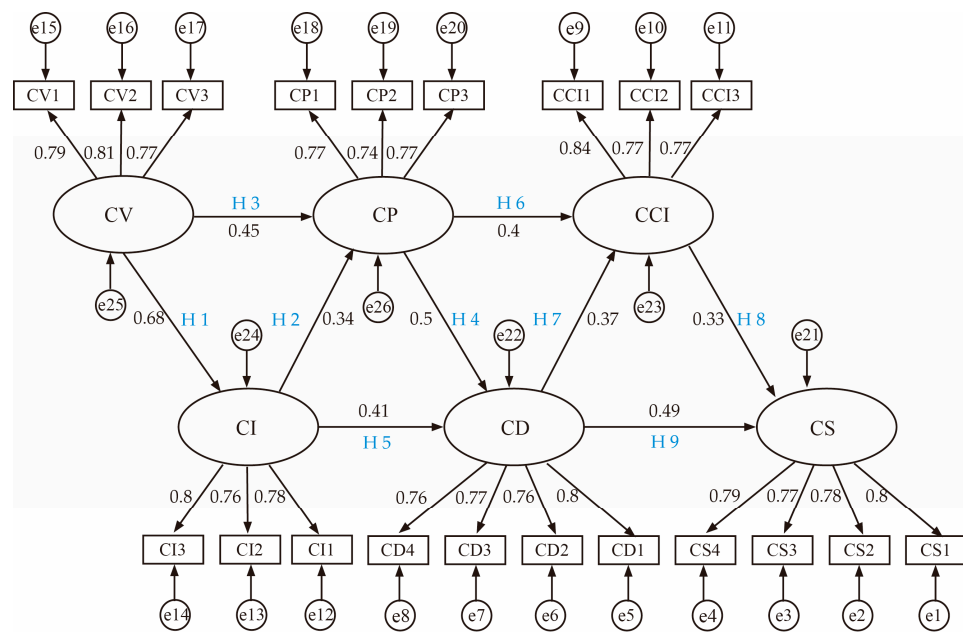 e15 e16 e17 e18 e19 e20 e9 e10 e11
CV1 CV2 CV3 CP1 CP2 CP3 CCI1 CCI2 CCI3
0.79 0.81 0.77 0.77 0.74 0.77 0.84 0.77 0.77
CV H 3 CP H 6 CCI
0.45 0.4
e25 e26 e23
0.68 H 1 H 2 0.34 0.5 H 4 H 7 0.37 0.33 H 8
e24 e22 e21
0.41 0.49
CI CD CS
H 5 H 9
0.8 0.76 0.78 0.76 0.77 0.76 0.8 0.79 0.77 0.78 0.8
CI3 CI2 CI1 CD4 CD3 CD2 CD1 CS4 CS3 CS2 CS1
e14 e13 e12 e8 e7 e6 e5 e4 e3 e2 e1